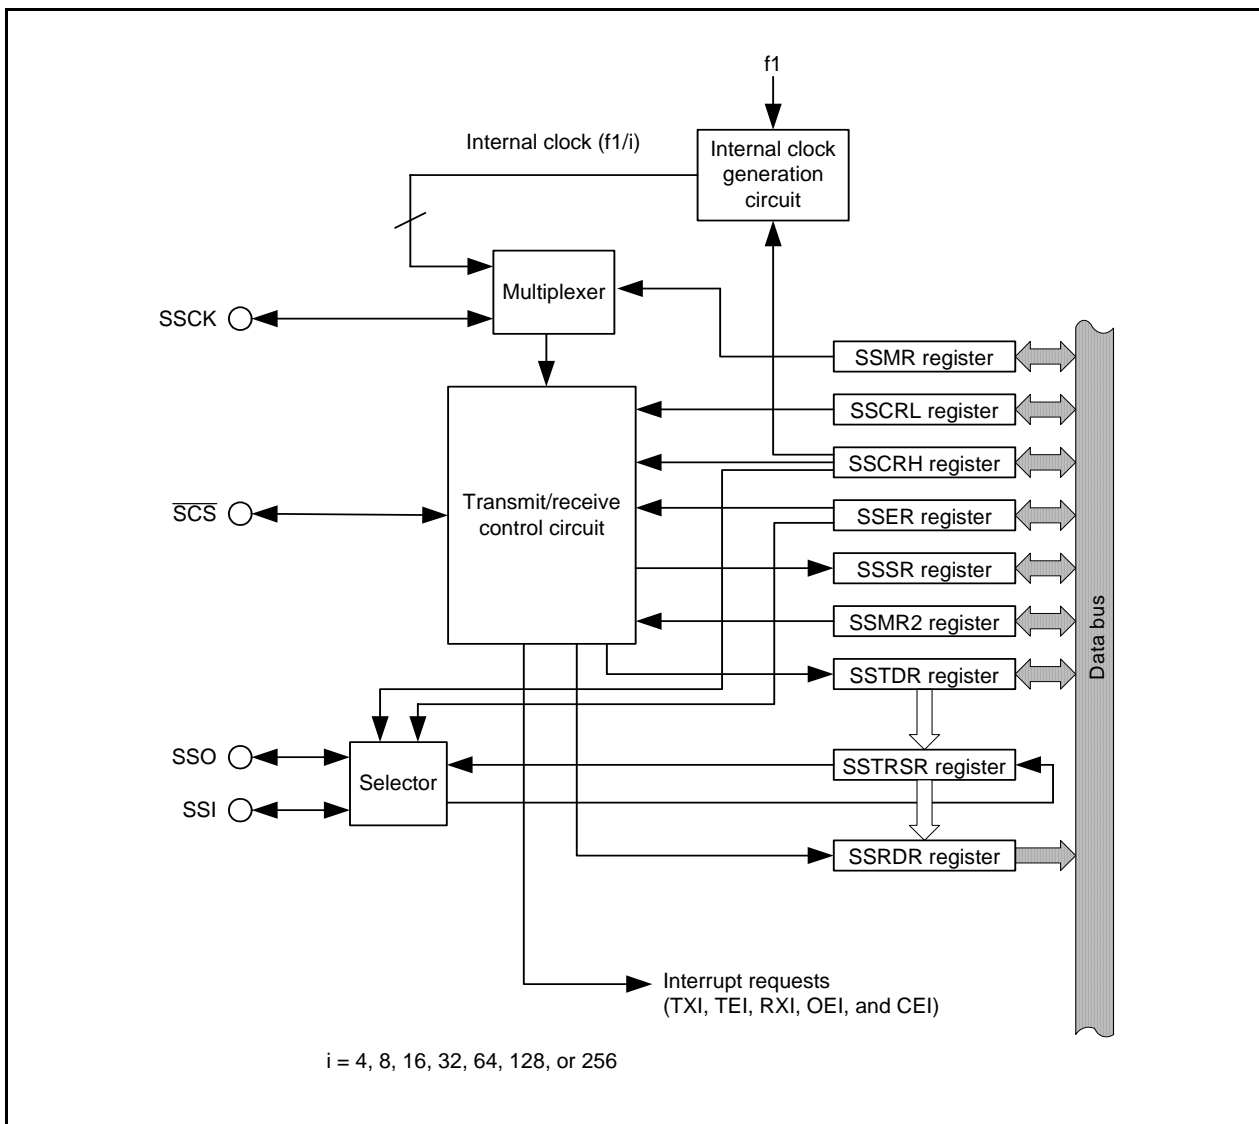 f1
Internal clock (f1/i)
Internal clock
generation
circuit
Multiplexer
SSCK
SSMR register
SSCRL register
SSCRH register
Transmit/receive
control circuit
SCS
SSER register
SSSR register
SSMR2 register
SSTDR register
Data bus
SSO
SSI
Selector
SSTRSR register
SSRDR register
Interrupt requests
(TXI, TEI, RXI, OEI, and CEI)
i = 4, 8, 16, 32, 64, 128, or 256